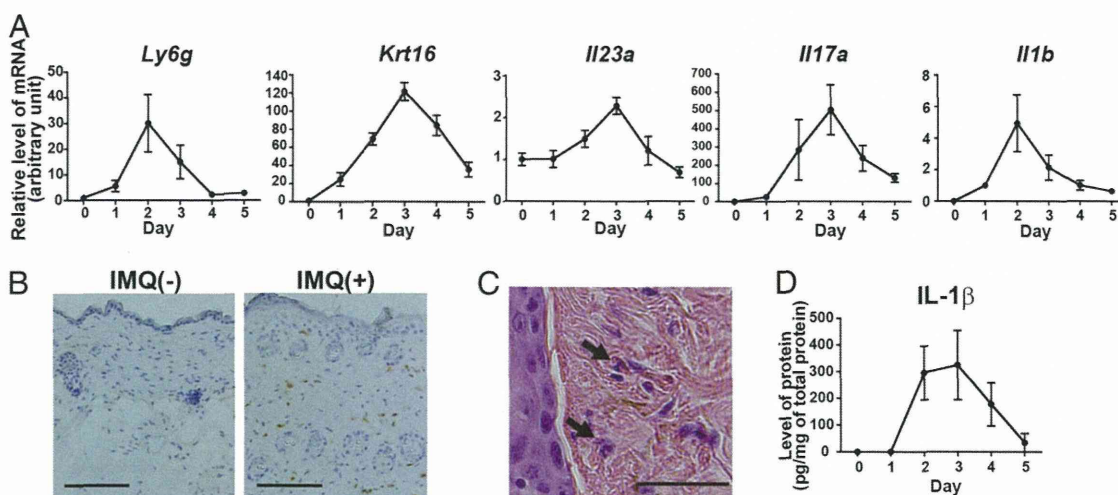 A
Relative level of mRNA
(arbitrary unit)
Ly6g
50
40
30
20
10
0
0 1 2 3 4 5
Day
Krt16
140
120
100
80
60
40
20
0
0 1 2 3 4 5
Day
Il23a
3
2
1
0
0 1 2 3 4 5
Day
Il17a
700
600
500
400
300
200
100
0
0 1 2 3 4 5
Day
Il1b
8
6
4
2
0
0 1 2 3 4 5
Day
B
IMQ(-)
IMQ(+)
C
D
IL-1β
Level of protein
(pg/mg of total protein)
500
400
300
200
100
0
0 1 2 3 4 5
Day